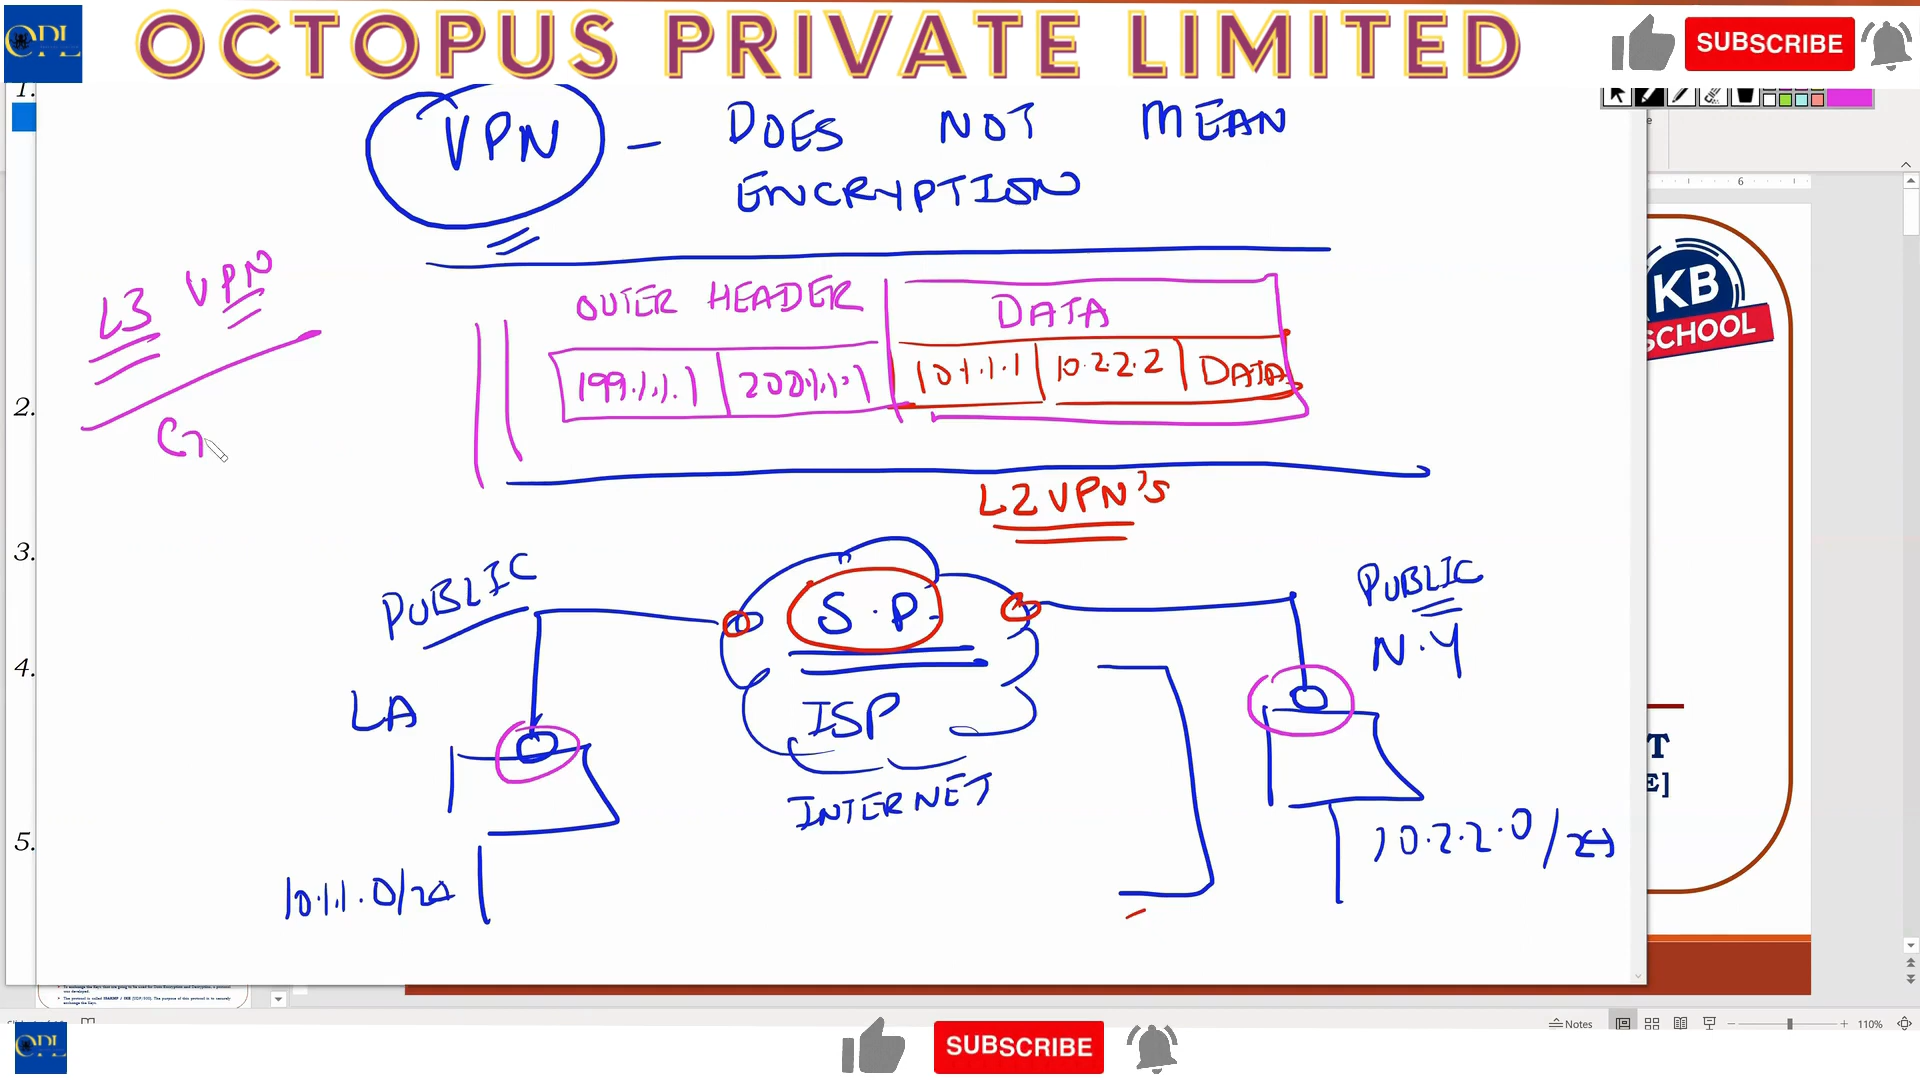 OPL
OCTOPUS PRIVATE LIMITED
SUBSCRIBE
1.
VPN - DOES NOT MEAN
ENCRYPTION
6
L3 VPN
OUTER HEADER
DATA
199.1.1.1
200.1.1.1
10.1.1.1
10.2.2.2
DATA
KB
SCHOOL
2.
L2 VPN'S
3.
PUBLIC
S.P.
PUBLIC
N.Y
4.
LA
ISP
INTERNET
T
E]
5.
10.1.1.0/24
10.2.2.0/24
Notes
110%
OPL
SUBSCRIBE